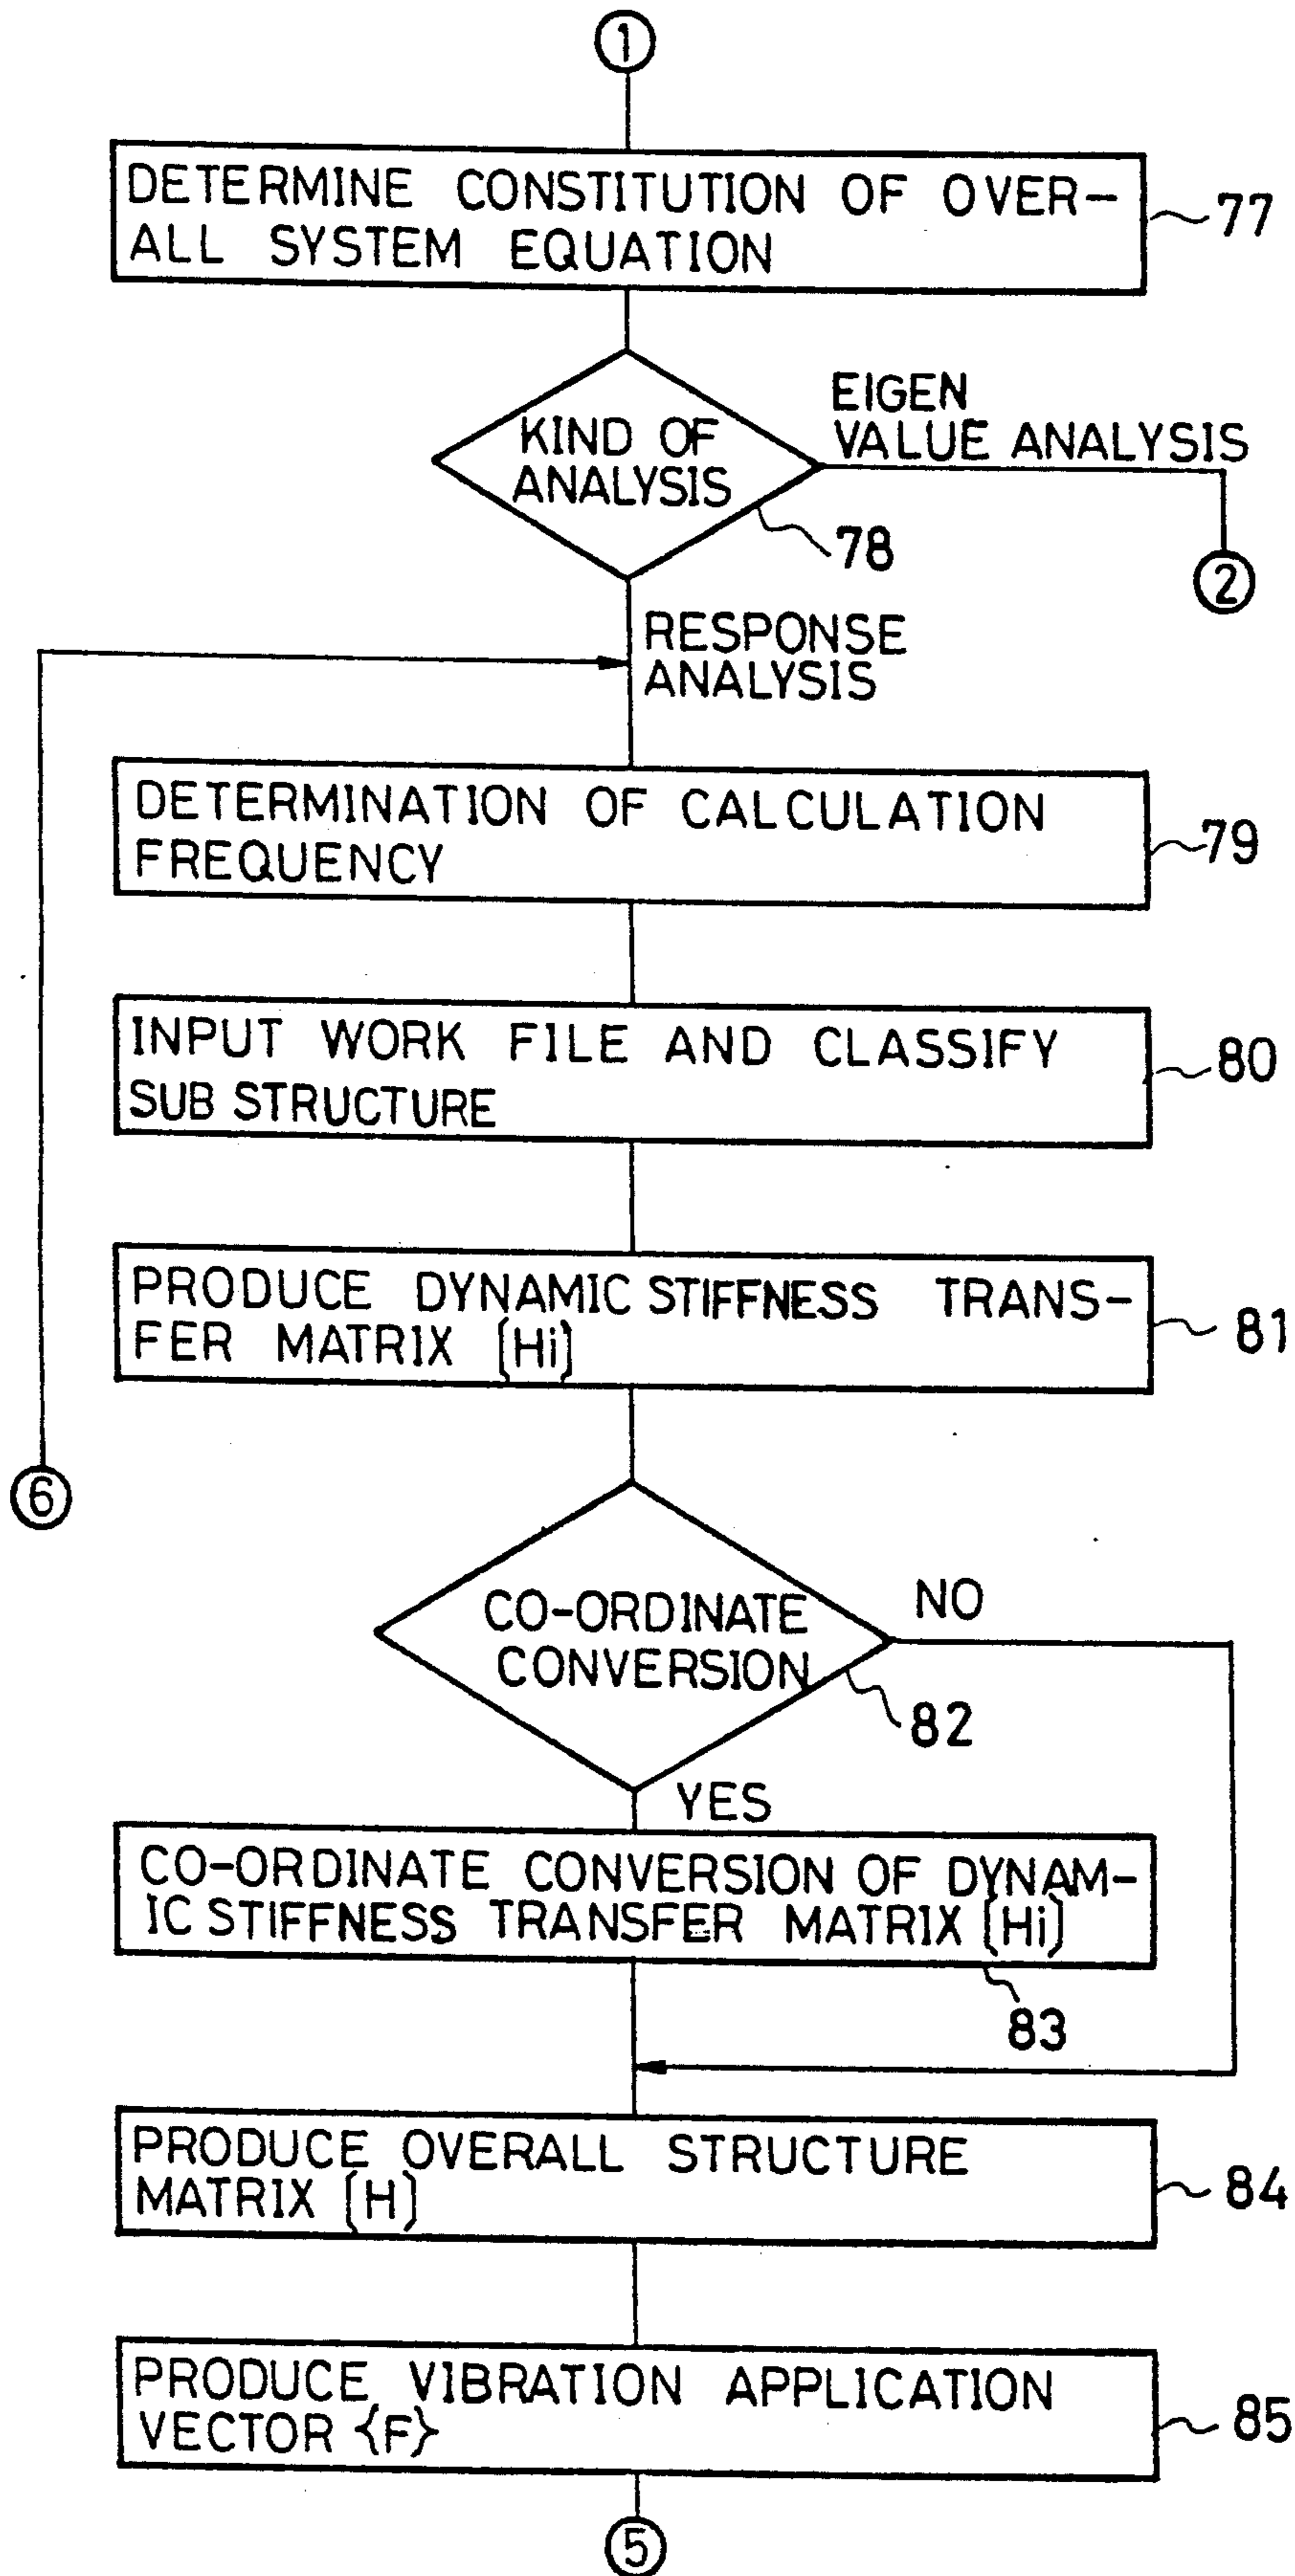 1
DETERMINE CONSTITUTION OF OVER-
ALL SYSTEM EQUATION
77
KIND OF
ANALYSIS
78
EIGEN
VALUE ANALYSIS
2
RESPONSE
ANALYSIS
DETERMINATION OF CALCULATION
FREQUENCY
79
INPUT WORK FILE AND CLASSIFY
SUB STRUCTURE
80
PRODUCE DYNAMIC STIFFNESS TRANS-
FER MATRIX [Hi]
81
6
CO-ORDINATE
CONVERSION
82
NO
YES
CO-ORDINATE CONVERSION OF DYNAM-
IC STIFFNESS TRANSFER MATRIX [Hi]
83
PRODUCE OVERALL STRUCTURE
MATRIX [H]
84
PRODUCE VIBRATION APPLICATION
VECTOR {F}
85
5